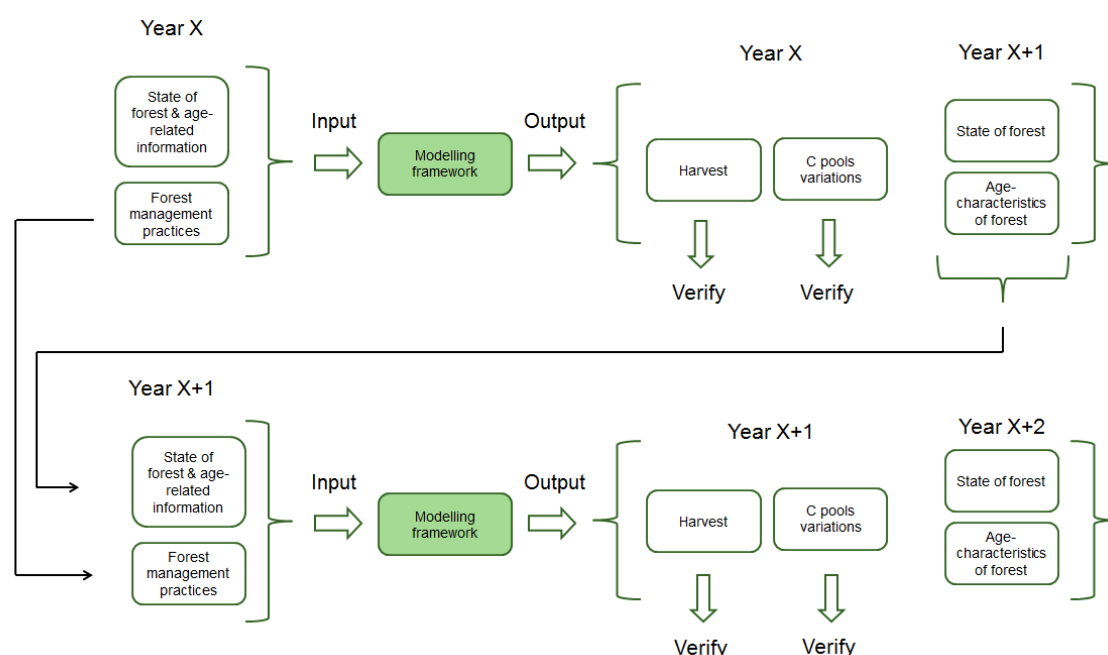 Year X
State of
forest & age-
related
information
Forest
management
practices
Input
Modelling
framework
Output
Year X
Harvest
C pools
variations
Verify
Verify
Year X+1
State of forest
Age-
characteristics
of forest
Year X+1
State of
forest & age-
related
information
Forest
management
practices
Input
Modelling
framework
Output
Year X+1
Harvest
C pools
variations
Verify
Verify
Year X+2
State of forest
Age-
characteristics
of forest